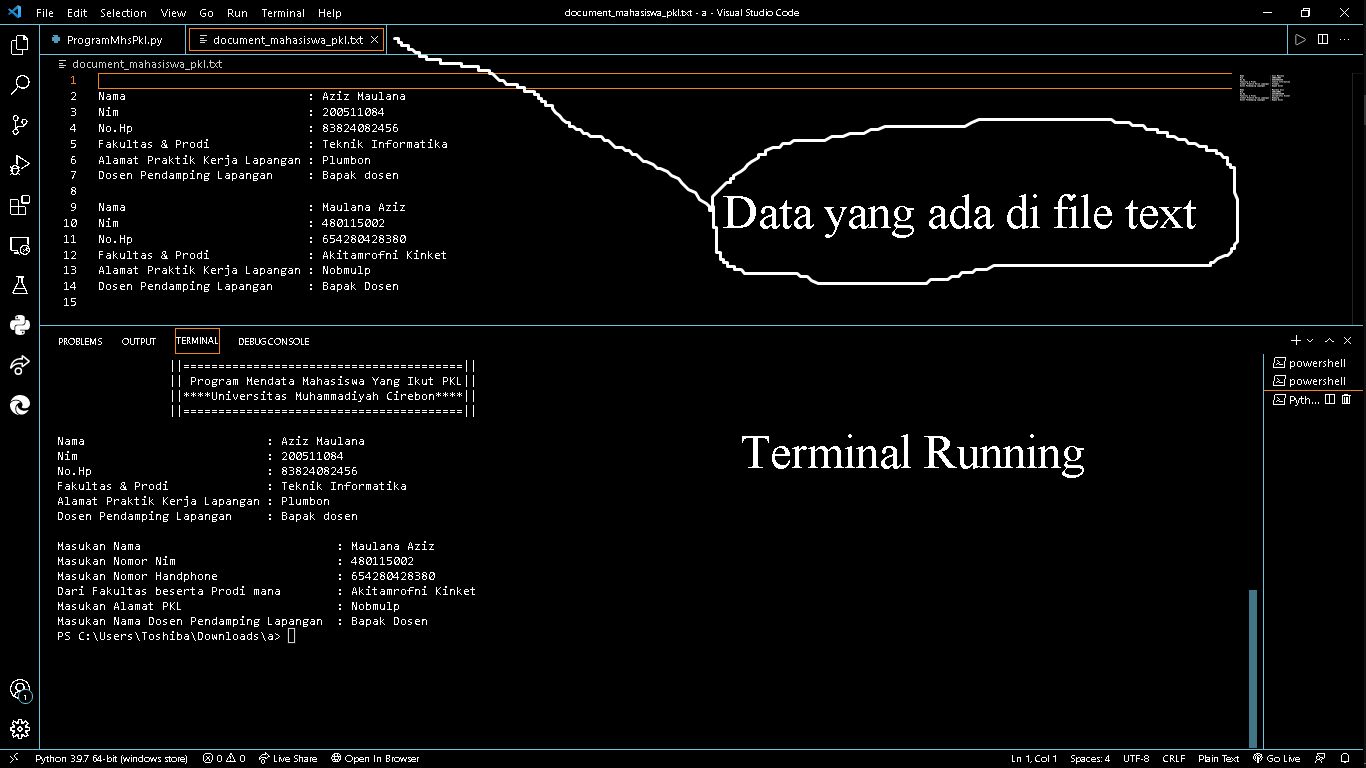 File Edit Selection View Go Run Terminal Help
document_mahasiswa_pkl.txt - a - Visual Studio Code
ProgramMhsPkl.py
document_mahasiswa_pkl.txt
document_mahasiswa_pkl.txt
1
2 Nama : Aziz Maulana
3 Nim : 200511084
4 No.Hp : 83824082456
5 Fakultas & Prodi : Teknik Informatika
6 Alamat Praktik Kerja Lapangan : Plumbon
7 Dosen Pendamping Lapangan : Bapak dosen
8
9 Nama : Maulana Aziz
10 Nim : 480115002
11 No.Hp : 654280428380
12 Fakultas & Prodi : Akitamrofni Kinket
13 Alamat Praktik Kerja Lapangan : Nobmulp
14 Dosen Pendamping Lapangan : Bapak Dosen
15
Data yang ada di file text
PROBLEMS OUTPUT TERMINAL DEBUG CONSOLE
||========================================||
|| Program Mendata Mahasiswa Yang Ikut PKL||
||****Universitas Muhammadiyah Cirebon****||
||========================================||
Nama : Aziz Maulana
Nim : 200511084
No.Hp : 83824082456
Fakultas & Prodi : Teknik Informatika
Alamat Praktik Kerja Lapangan : Plumbon
Dosen Pendamping Lapangan : Bapak dosen
Masukan Nama : Maulana Aziz
Masukan Nomor Nim : 480115002
Masukan Nomor Handphone : 654280428380
Dari Fakultas beserta Prodi mana : Akitamrofni Kinket
Masukan Alamat PKL : Nobmulp
Masukan Nama Dosen Pendamping Lapangan : Bapak Dosen
PS C:\Users\Toshiba\Downloads\a>
Terminal Running
powershell
powershell
Pyth...
1
Python 3.9.7 64-bit (windows store) 0 0 Live Share Open In Browser
Ln 1, Col 1 Spaces: 4 UTF-8 CRLF Plain Text Go Live